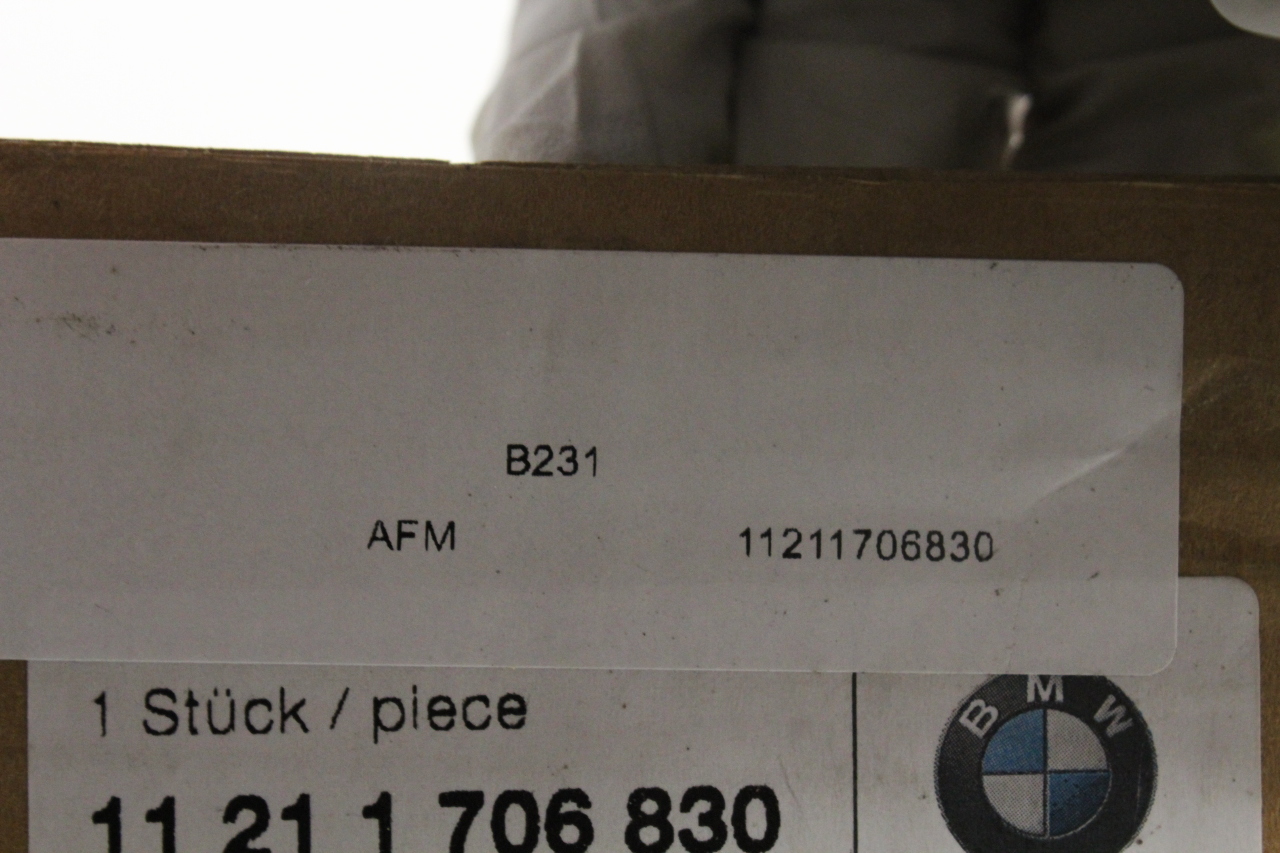 B231
AFM 11211706830
1 Stück / piece
BMW
11 21 1 706 830